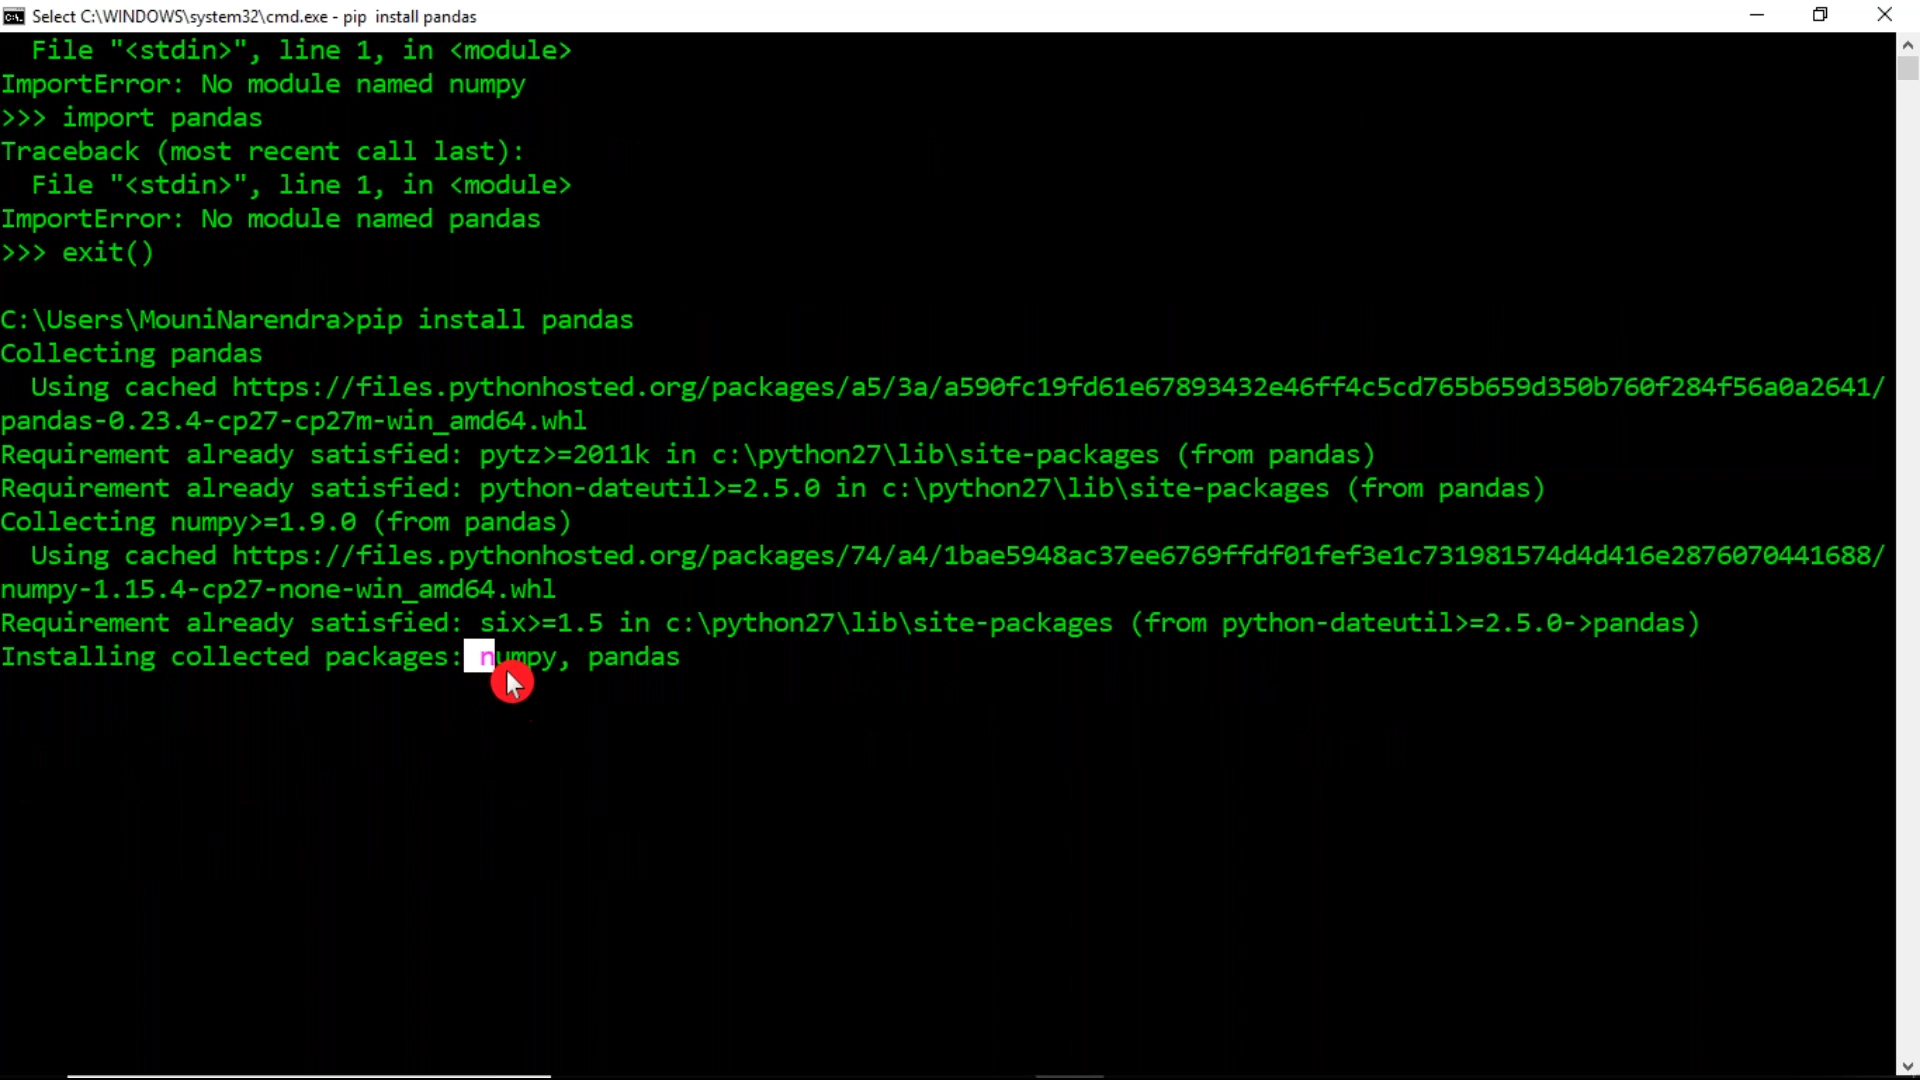 Select C:\WINDOWS\system32\cmd.exe - pip  install pandas
  File "<stdin>", line 1, in <module>
ImportError: No module named numpy
>>> import pandas
Traceback (most recent call last):
  File "<stdin>", line 1, in <module>
ImportError: No module named pandas
>>> exit()
C:\Users\MouniNarendra>pip install pandas
Collecting pandas
  Using cached https://files.pythonhosted.org/packages/a5/3a/a590fc19fd61e67893432e46ff4c5cd765b659d350b760f284f56a0a2641/
pandas-0.23.4-cp27-cp27m-win_amd64.whl
Requirement already satisfied: pytz>=2011k in c:\python27\lib\site-packages (from pandas)
Requirement already satisfied: python-dateutil>=2.5.0 in c:\python27\lib\site-packages (from pandas)
Collecting numpy>=1.9.0 (from pandas)
  Using cached https://files.pythonhosted.org/packages/74/a4/1bae5948ac37ee6769ffdf01fef3e1c731981574d4d416e2876070441688/
numpy-1.15.4-cp27-none-win_amd64.whl
Requirement already satisfied: six>=1.5 in c:\python27\lib\site-packages (from python-dateutil>=2.5.0->pandas)
Installing collected packages: numpy, pandas